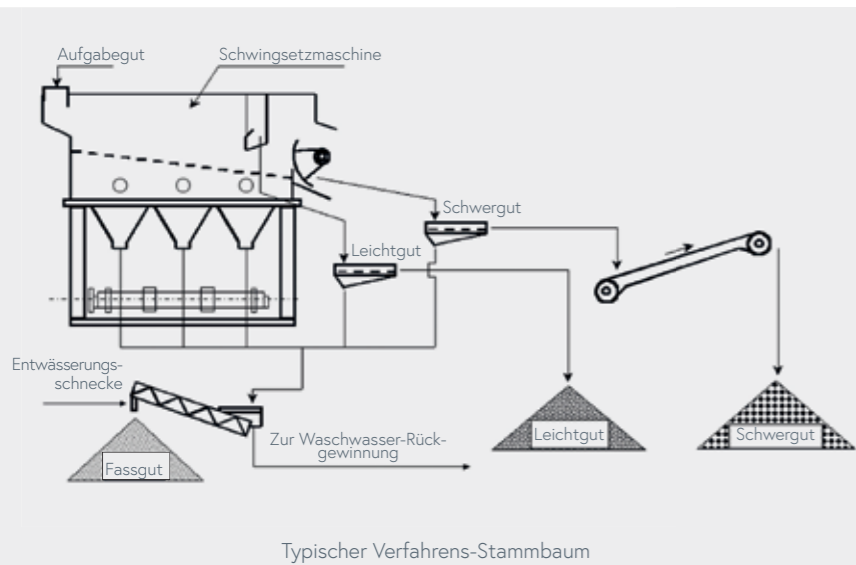 Aufgabegut
Schwingsetzmaschine
Schwergut
Leichtgut
Entwässerungs-
schnecke
Zur Waschwasser-Rück-
gewinnung
Fassgut
Leichtgut
Schwergut
Typischer Verfahrens-Stammbaum